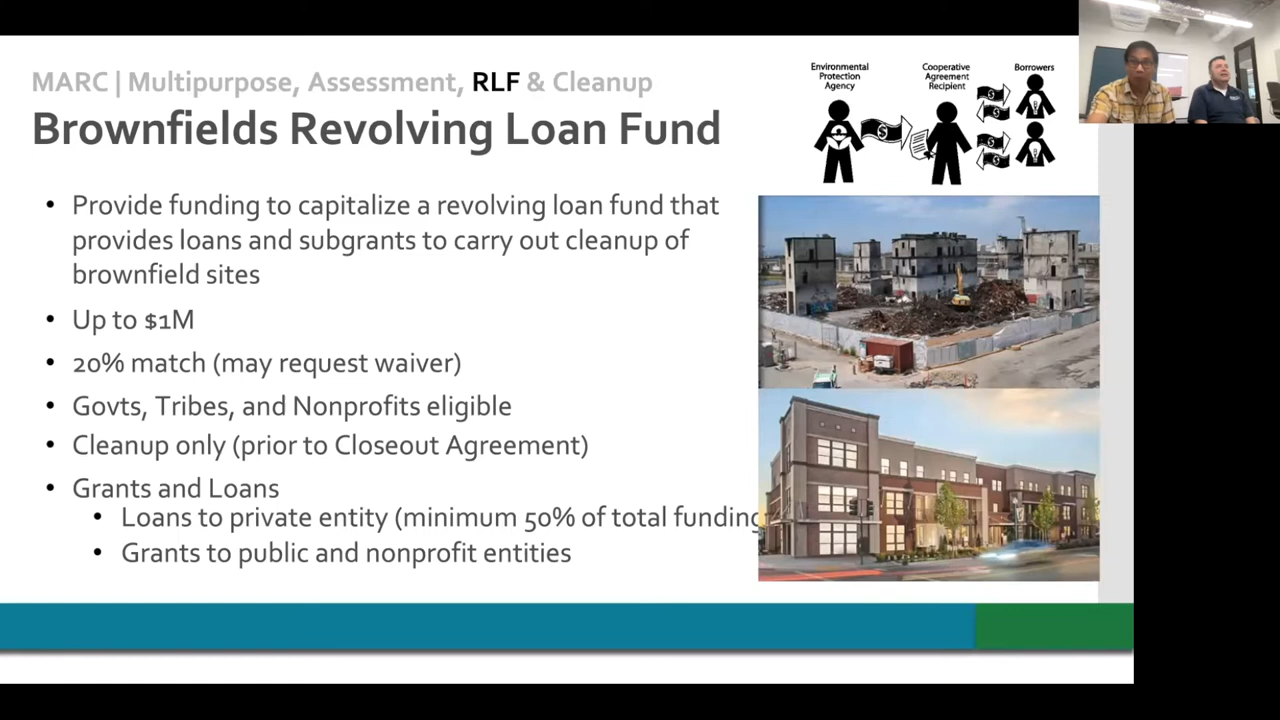 MARC | Multipurpose, Assessment, RLF & Cleanup
Brownfields Revolving Loan Fund
Environmental
Protection
Agency
Cooperative
Agreement
Recipient
Borrowers
$
$
$
• Provide funding to capitalize a revolving loan fund that
provides loans and subgrants to carry out cleanup of
brownfield sites
• Up to $1M
• 20% match (may request waiver)
• Govts, Tribes, and Nonprofits eligible
• Cleanup only (prior to Closeout Agreement)
• Grants and Loans
• Loans to private entity (minimum 50% of total funding
• Grants to public and nonprofit entities